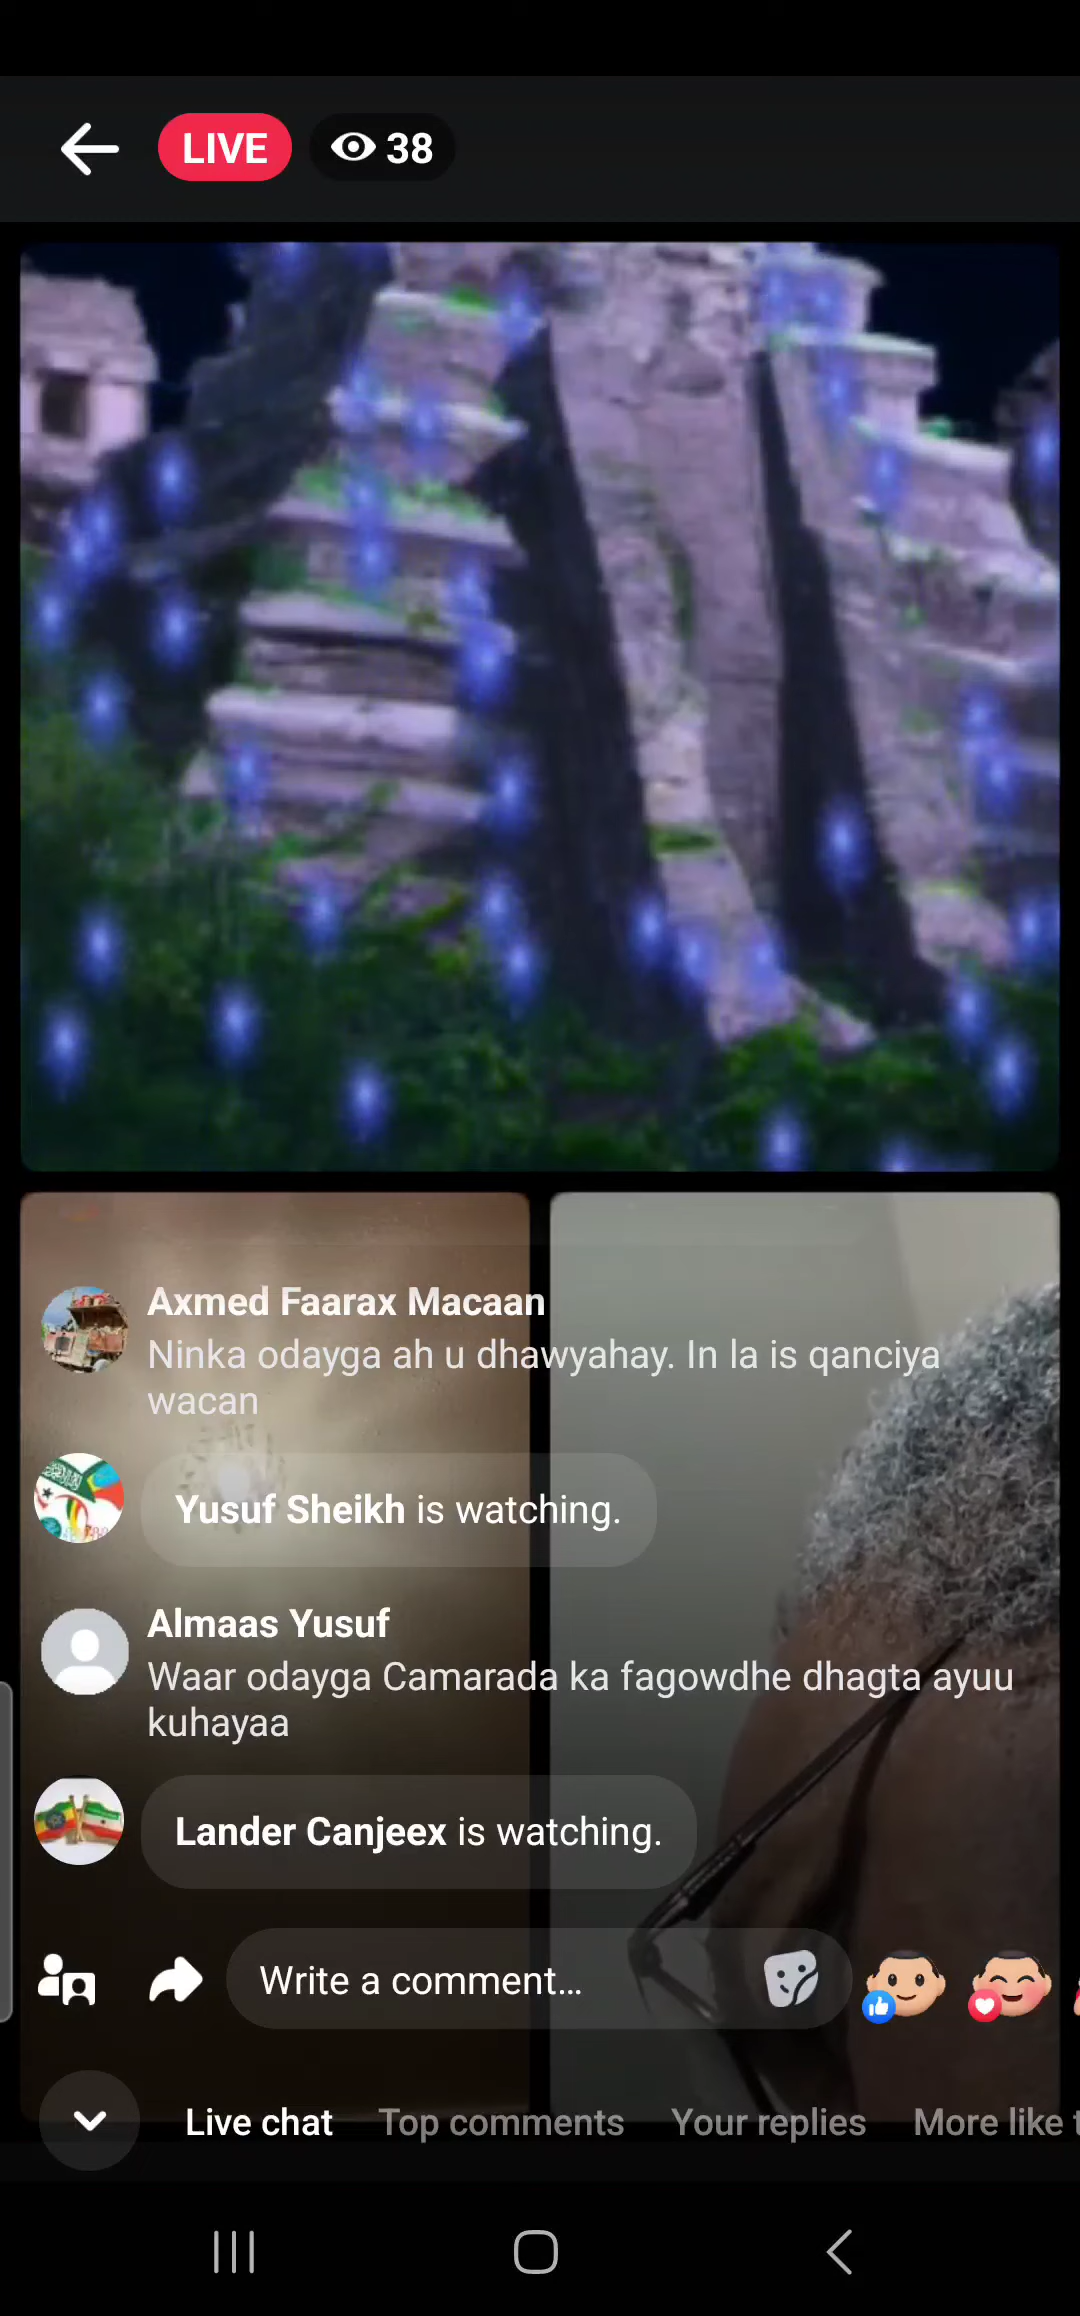 LIVE 38
Axmed Faarax Macaan
Ninka odayga ah u dhawyahay. In la is qanciya
wacan
Yusuf Sheikh is watching.
Almaas Yusuf
Waar odayga Camarada ka fagowdhe dhagta ayuu
kuhayaa
Lander Canjeex is watching.
Write a comment...
Live chat Top comments Your replies More like